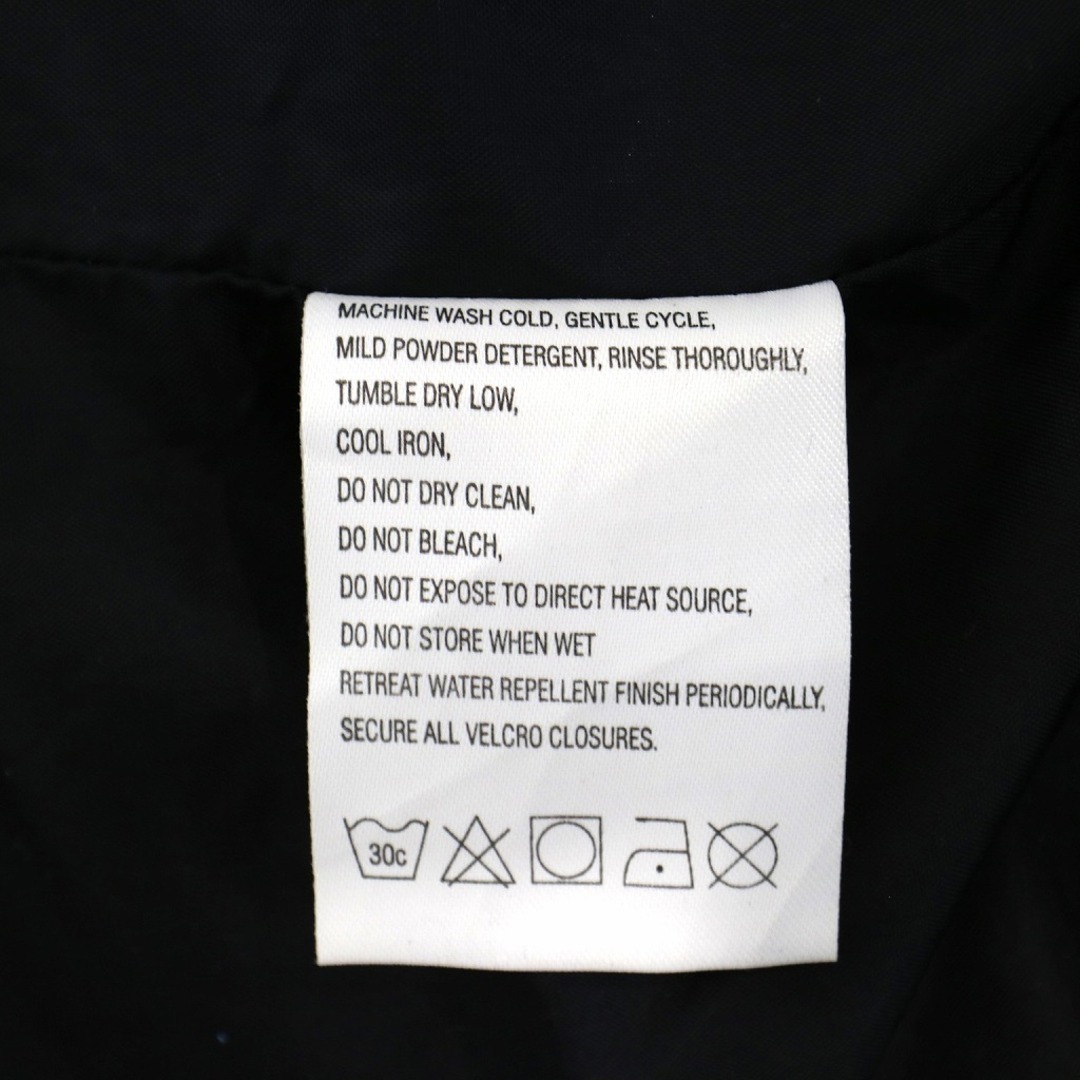 MACHINE WASH COLD, GENTLE CYCLE,
MILD POWDER DETERGENT, RINSE THOROUGHLY,
TUMBLE DRY LOW,
COOL IRON,
DO NOT DRY CLEAN,
DO NOT BLEACH,
DO NOT EXPOSE TO DIRECT HEAT SOURCE,
DO NOT STORE WHEN WET
RETREAT WATER REPELLENT FINISH PERIODICALLY,
SECURE ALL VELCRO CLOSURES.
30c